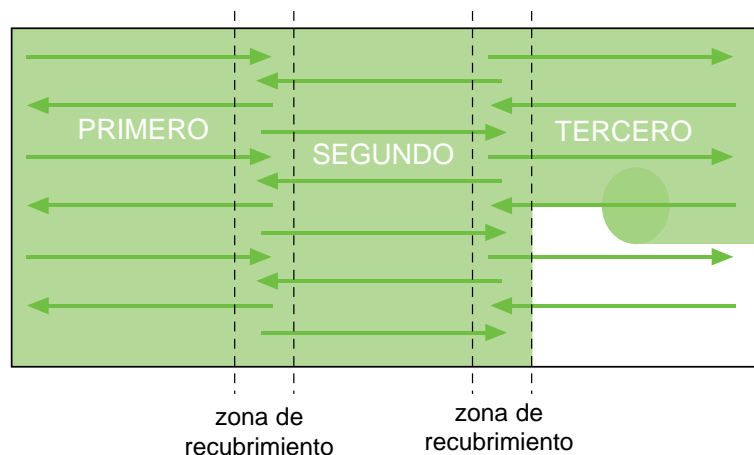 PRIMERO
SEGUNDO
TERCERO
zona de
recubrimiento
zona de
recubrimiento